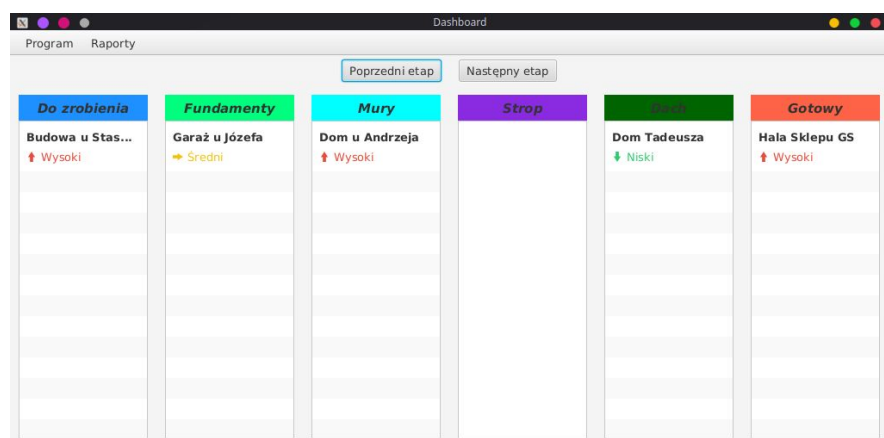 Dashboard
Program Raporty
Poprzedni etap Następny etap
Do zrobienia Fundamenty Mury Strop Dach Gotowy
Budowa u Stas... Garaż u Józefa Dom u Andrzeja Dom Tadeusza Hala Sklepu GS
Wysoki Średni Wysoki Niski Wysoki